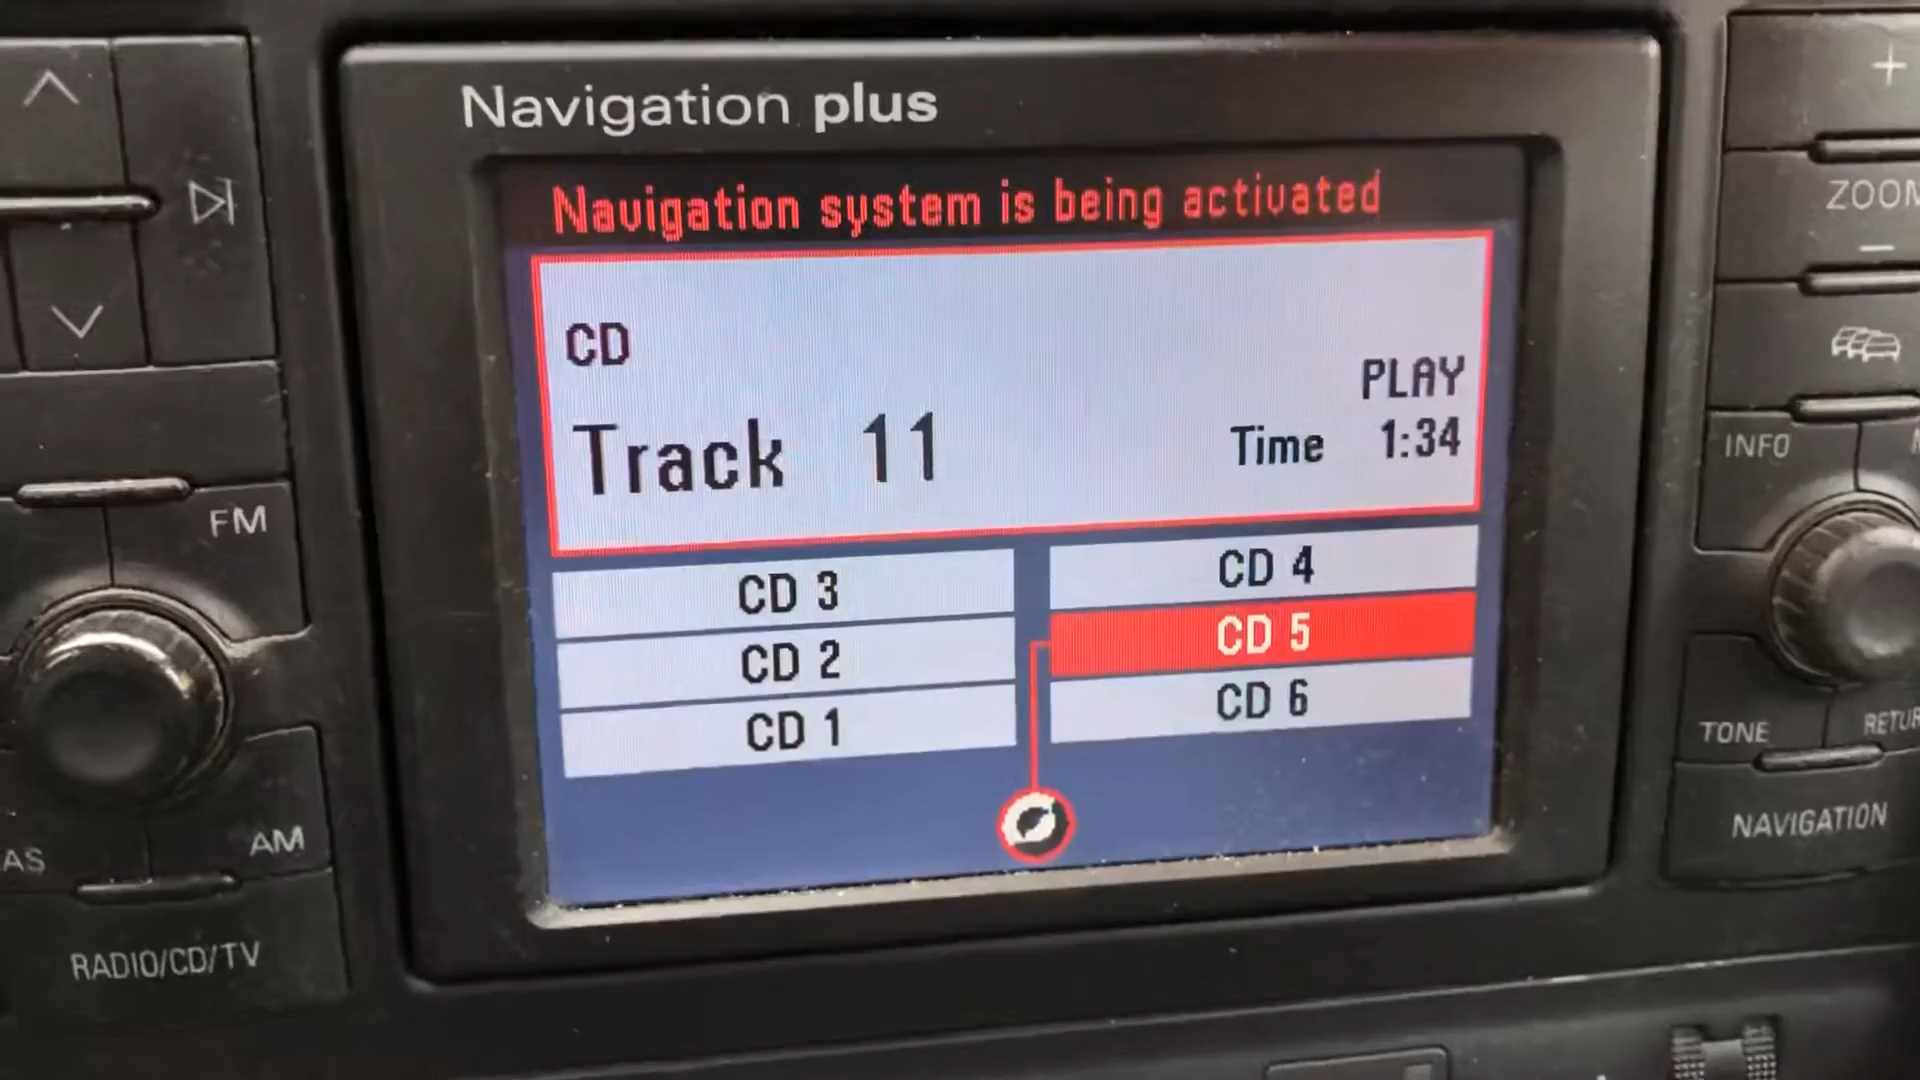 Navigation plus
Navigation system is being activated
CD
PLAY
Track 11
Time 1:34
CD 3
CD 4
CD 2
CD 5
CD 1
CD 6
FM
AS
AM
RADIO/CD/TV
+
ZOOM
–
INFO
TONE
NAVIGATION